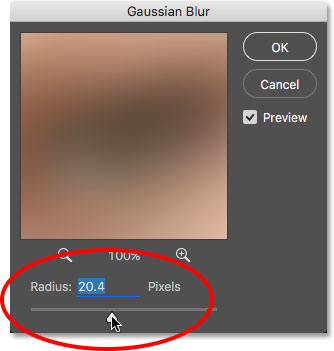 Gaussian Blur
OK
Cancel
Preview
100%
Radius: 20.4 Pixels